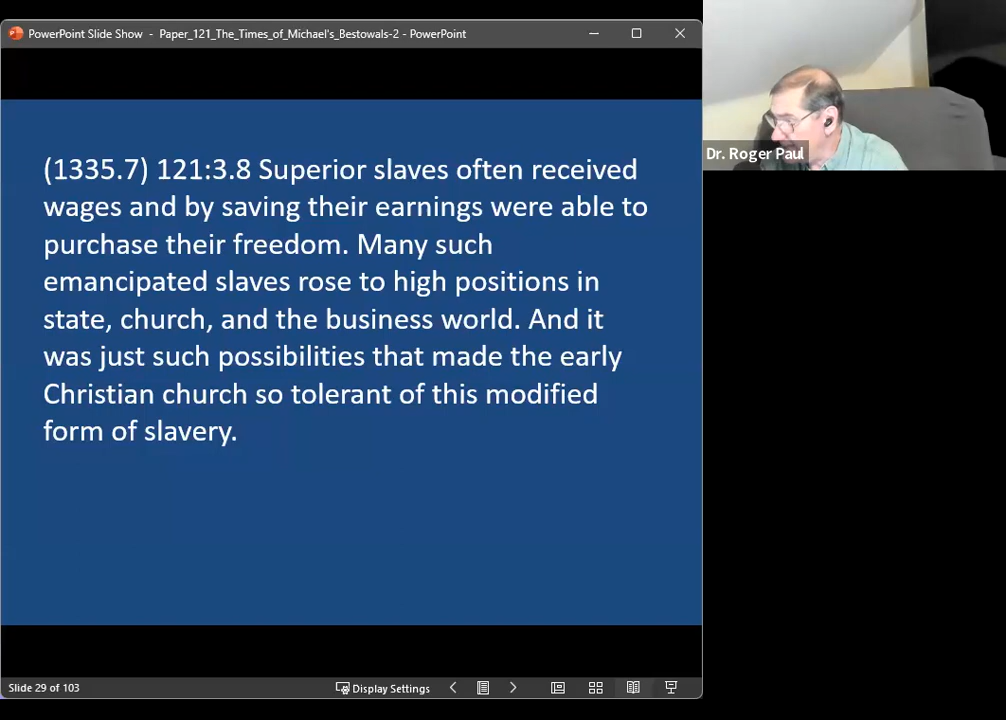 PowerPoint Slide Show - Paper_121_The_Times_of_Michael's_Bestowals-2 - PowerPoint
Dr. Roger Paul
(1335.7) 121:3.8 Superior slaves often received
wages and by saving their earnings were able to
purchase their freedom. Many such
emancipated slaves rose to high positions in
state, church, and the business world. And it
was just such possibilities that made the early
Christian church so tolerant of this modified
form of slavery.
Slide 29 of 103
Display Settings